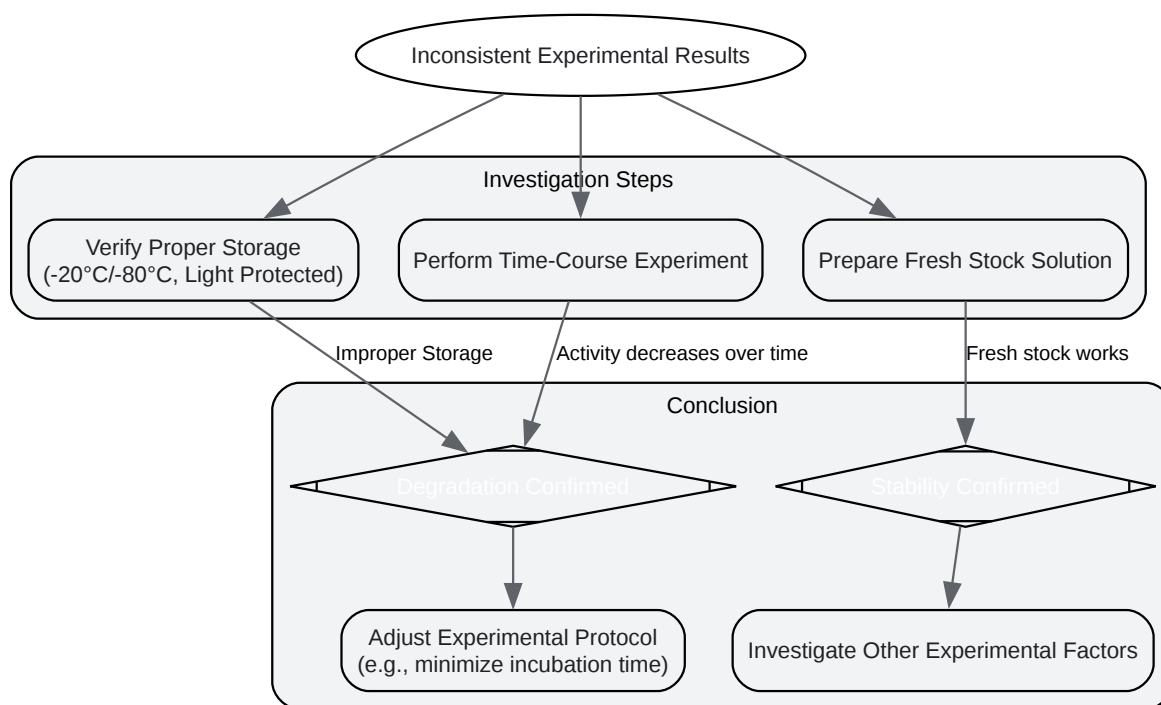 Inconsistent Experimental Results
Investigation Steps
Verify Proper Storage
(-20°C/-80°C, Light Protected)
Perform Time-Course Experiment
Prepare Fresh Stock Solution
Improper Storage
Activity decreases over time
Fresh stock works
Conclusion
Degradation Confirmed
Stability Confirmed
Adjust Experimental Protocol
(e.g., minimize incubation time)
Investigate Other Experimental Factors